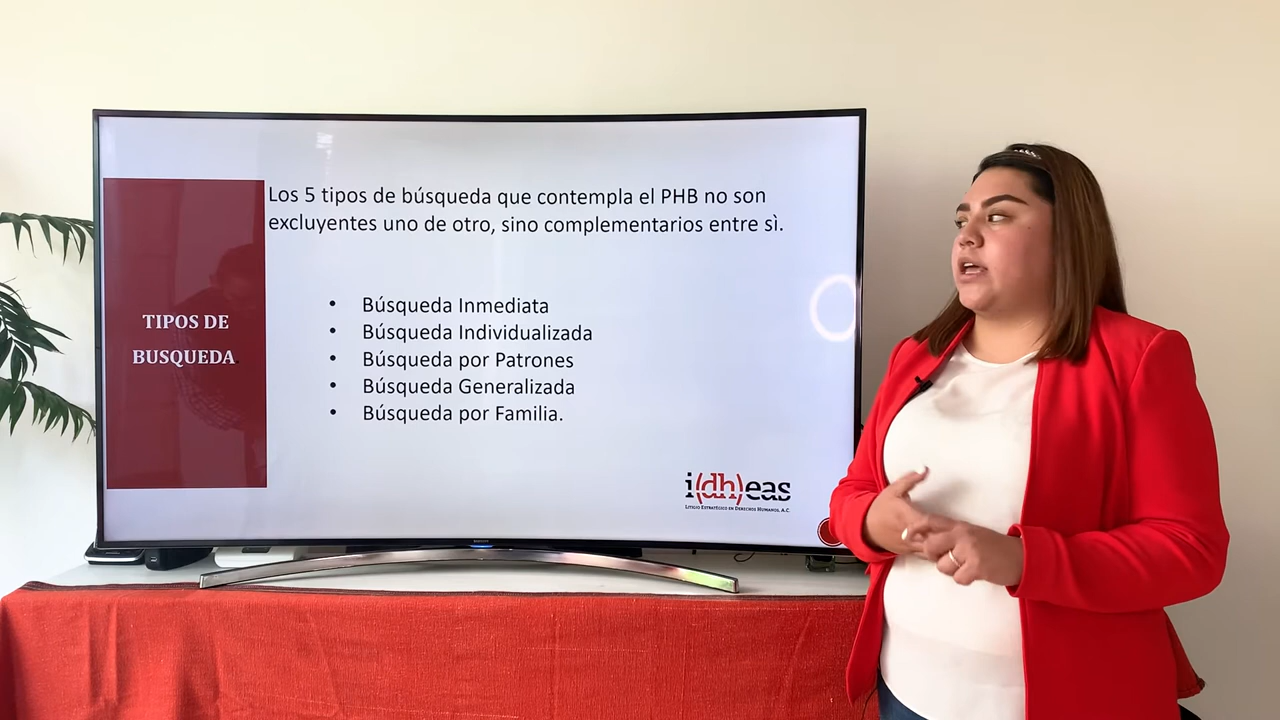 Los 5 tipos de búsqueda que contempla el PHB no son
excluyentes uno de otro, sino complementarios entre sì.
TIPOS DE
BUSQUEDA
• Búsqueda Inmediata
• Búsqueda Individualizada
• Búsqueda por Patrones
• Búsqueda Generalizada
• Búsqueda por Familia.
i(dh)eas
Litigio Estratégico en Derechos Humanos, A.C.
SAMSUNG